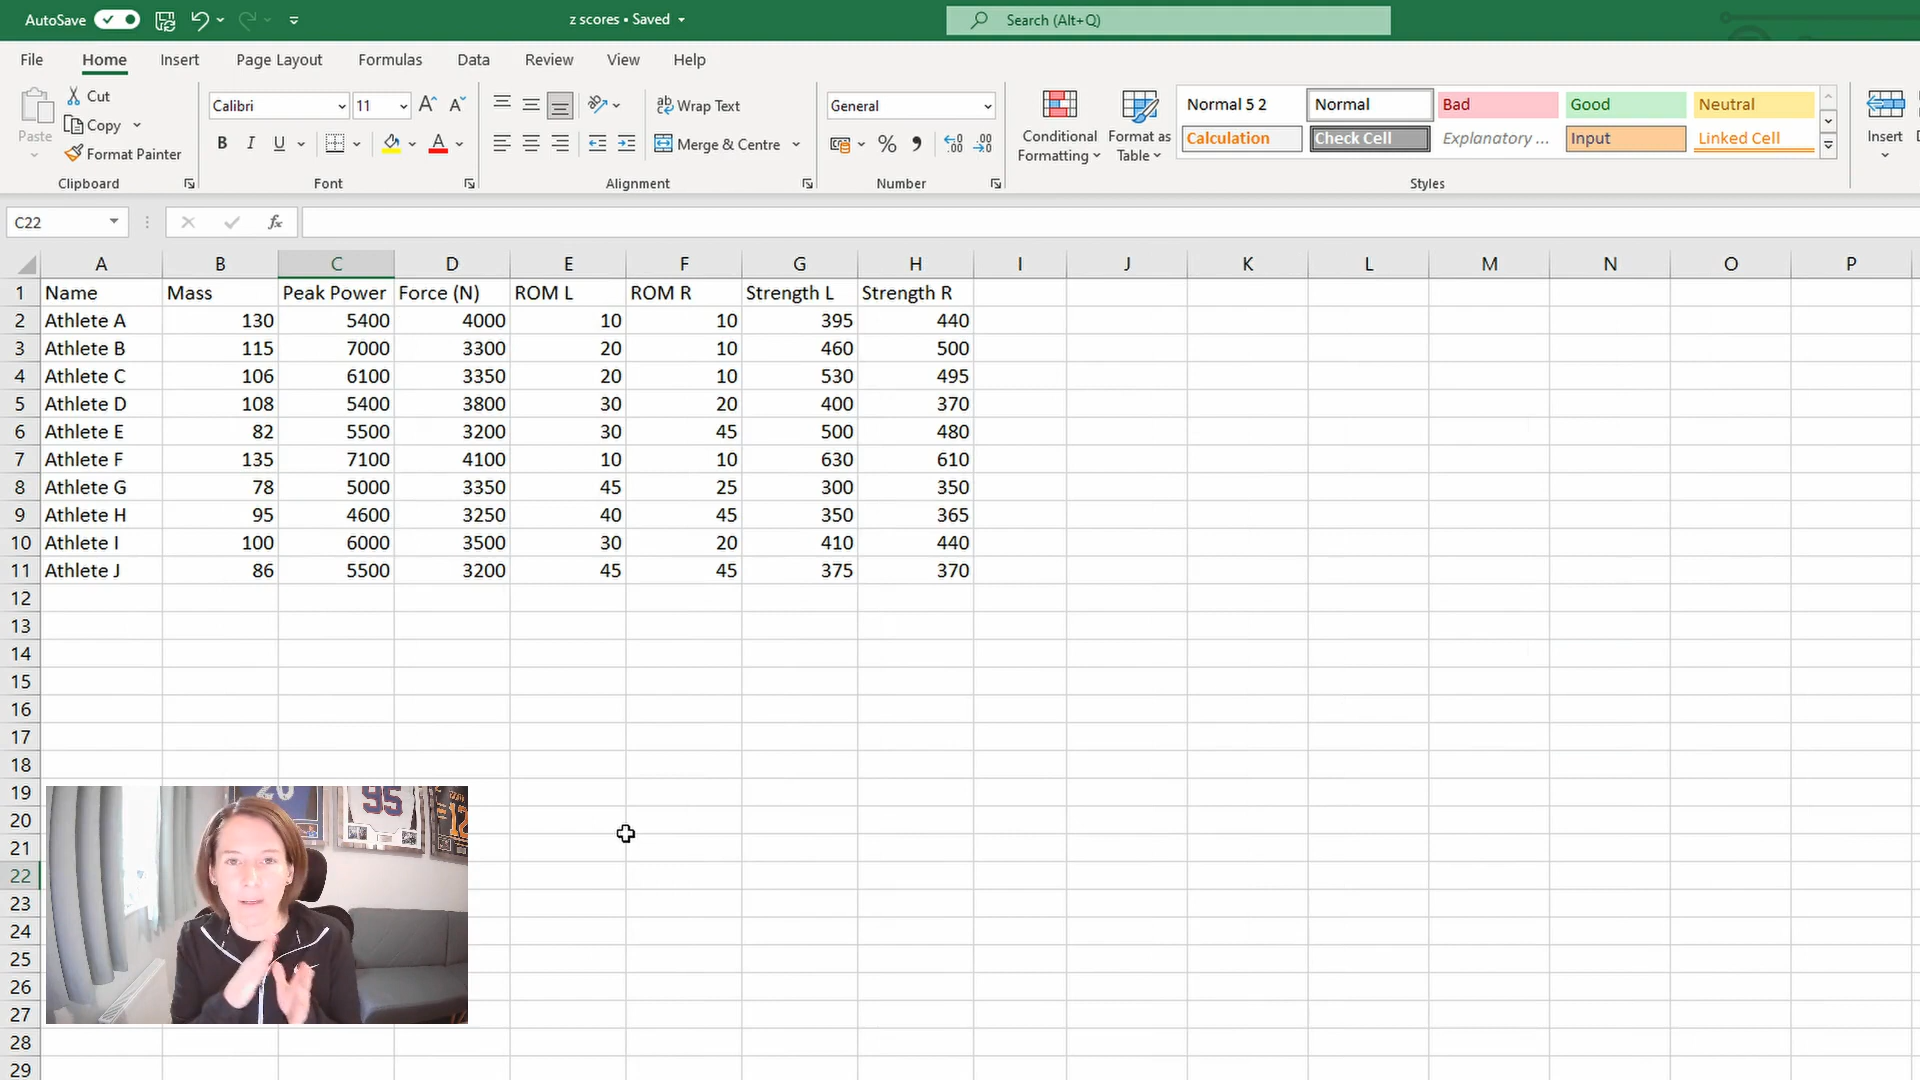 AutoSave z scores • Saved Search (Alt+Q)
File Home Insert Page Layout Formulas Data Review View Help
Paste Cut Copy Format Painter
Calibri 11
B I U
Wrap Text
Merge & Centre
General
%
Conditional Formatting
Format as Table
Normal 5 2 Normal Bad Good Neutral
Calculation Check Cell Explanatory ... Input Linked Cell
Insert
Clipboard Font Alignment Number Styles
C22 fx
A B C D E F G H I J K L M N O P
1 Name Mass Peak Power Force (N) ROM L ROM R Strength L Strength R
2 Athlete A 130 5400 4000 10 10 395 440
3 Athlete B 115 7000 3300 20 10 460 500
4 Athlete C 106 6100 3350 20 10 530 495
5 Athlete D 108 5400 3800 30 20 400 370
6 Athlete E 82 5500 3200 30 45 500 480
7 Athlete F 135 7100 4100 10 10 630 610
8 Athlete G 78 5000 3350 45 25 300 350
9 Athlete H 95 4600 3250 40 45 350 365
10 Athlete I 100 6000 3500 30 20 410 440
11 Athlete J 86 5500 3200 45 45 375 370
12
13
14
15
16
17
18
19
20
21
22
23
24
25
26
27
28
29
20
95
12